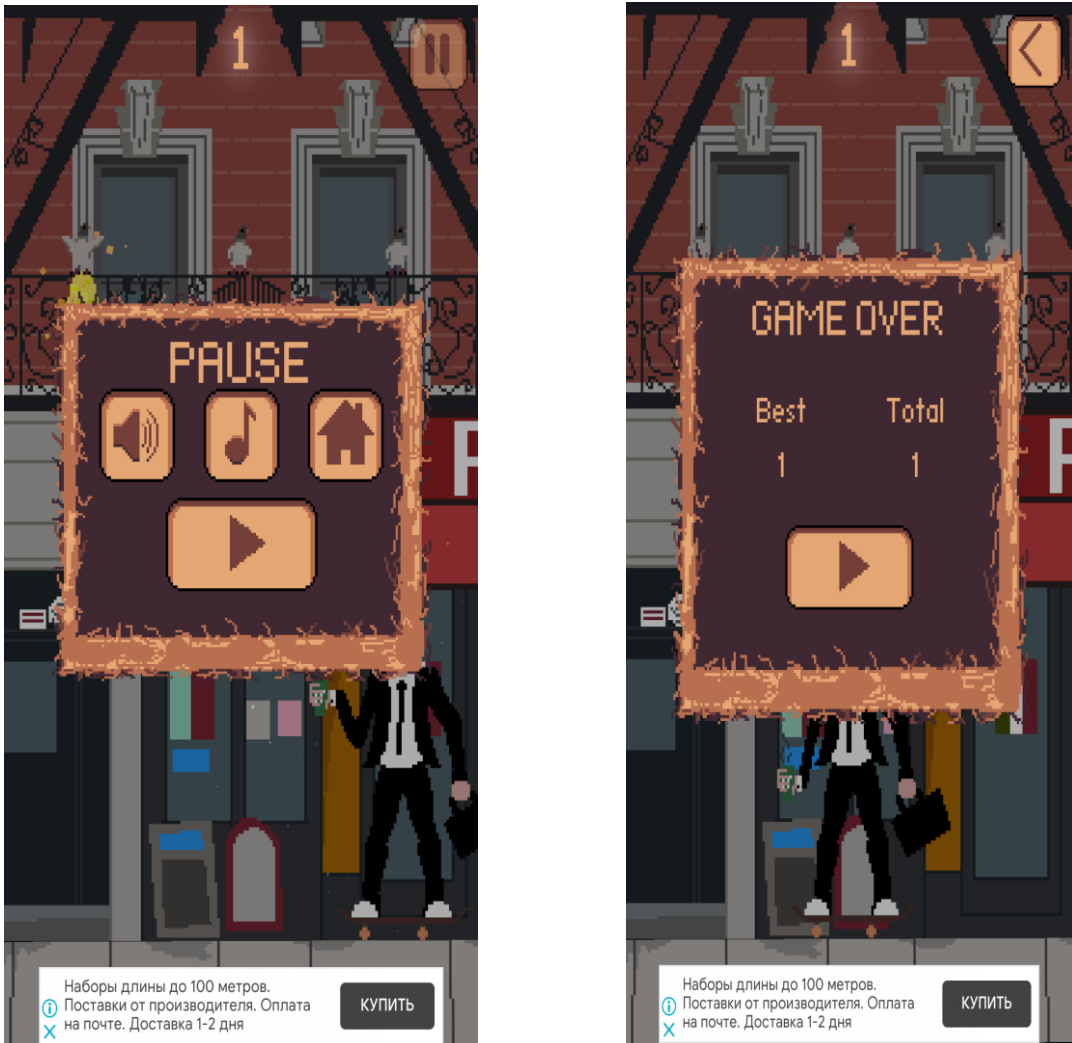 1
PAUSE
Наборы длины до 100 метров.
Поставки от производителя. Оплата
на почте. Доставка 1-2 дня
КУПИТЬ
1
GAME OVER
Best Total
1 1
Наборы длины до 100 метров.
Поставки от производителя. Оплата
на почте. Доставка 1-2 дня
КУПИТЬ